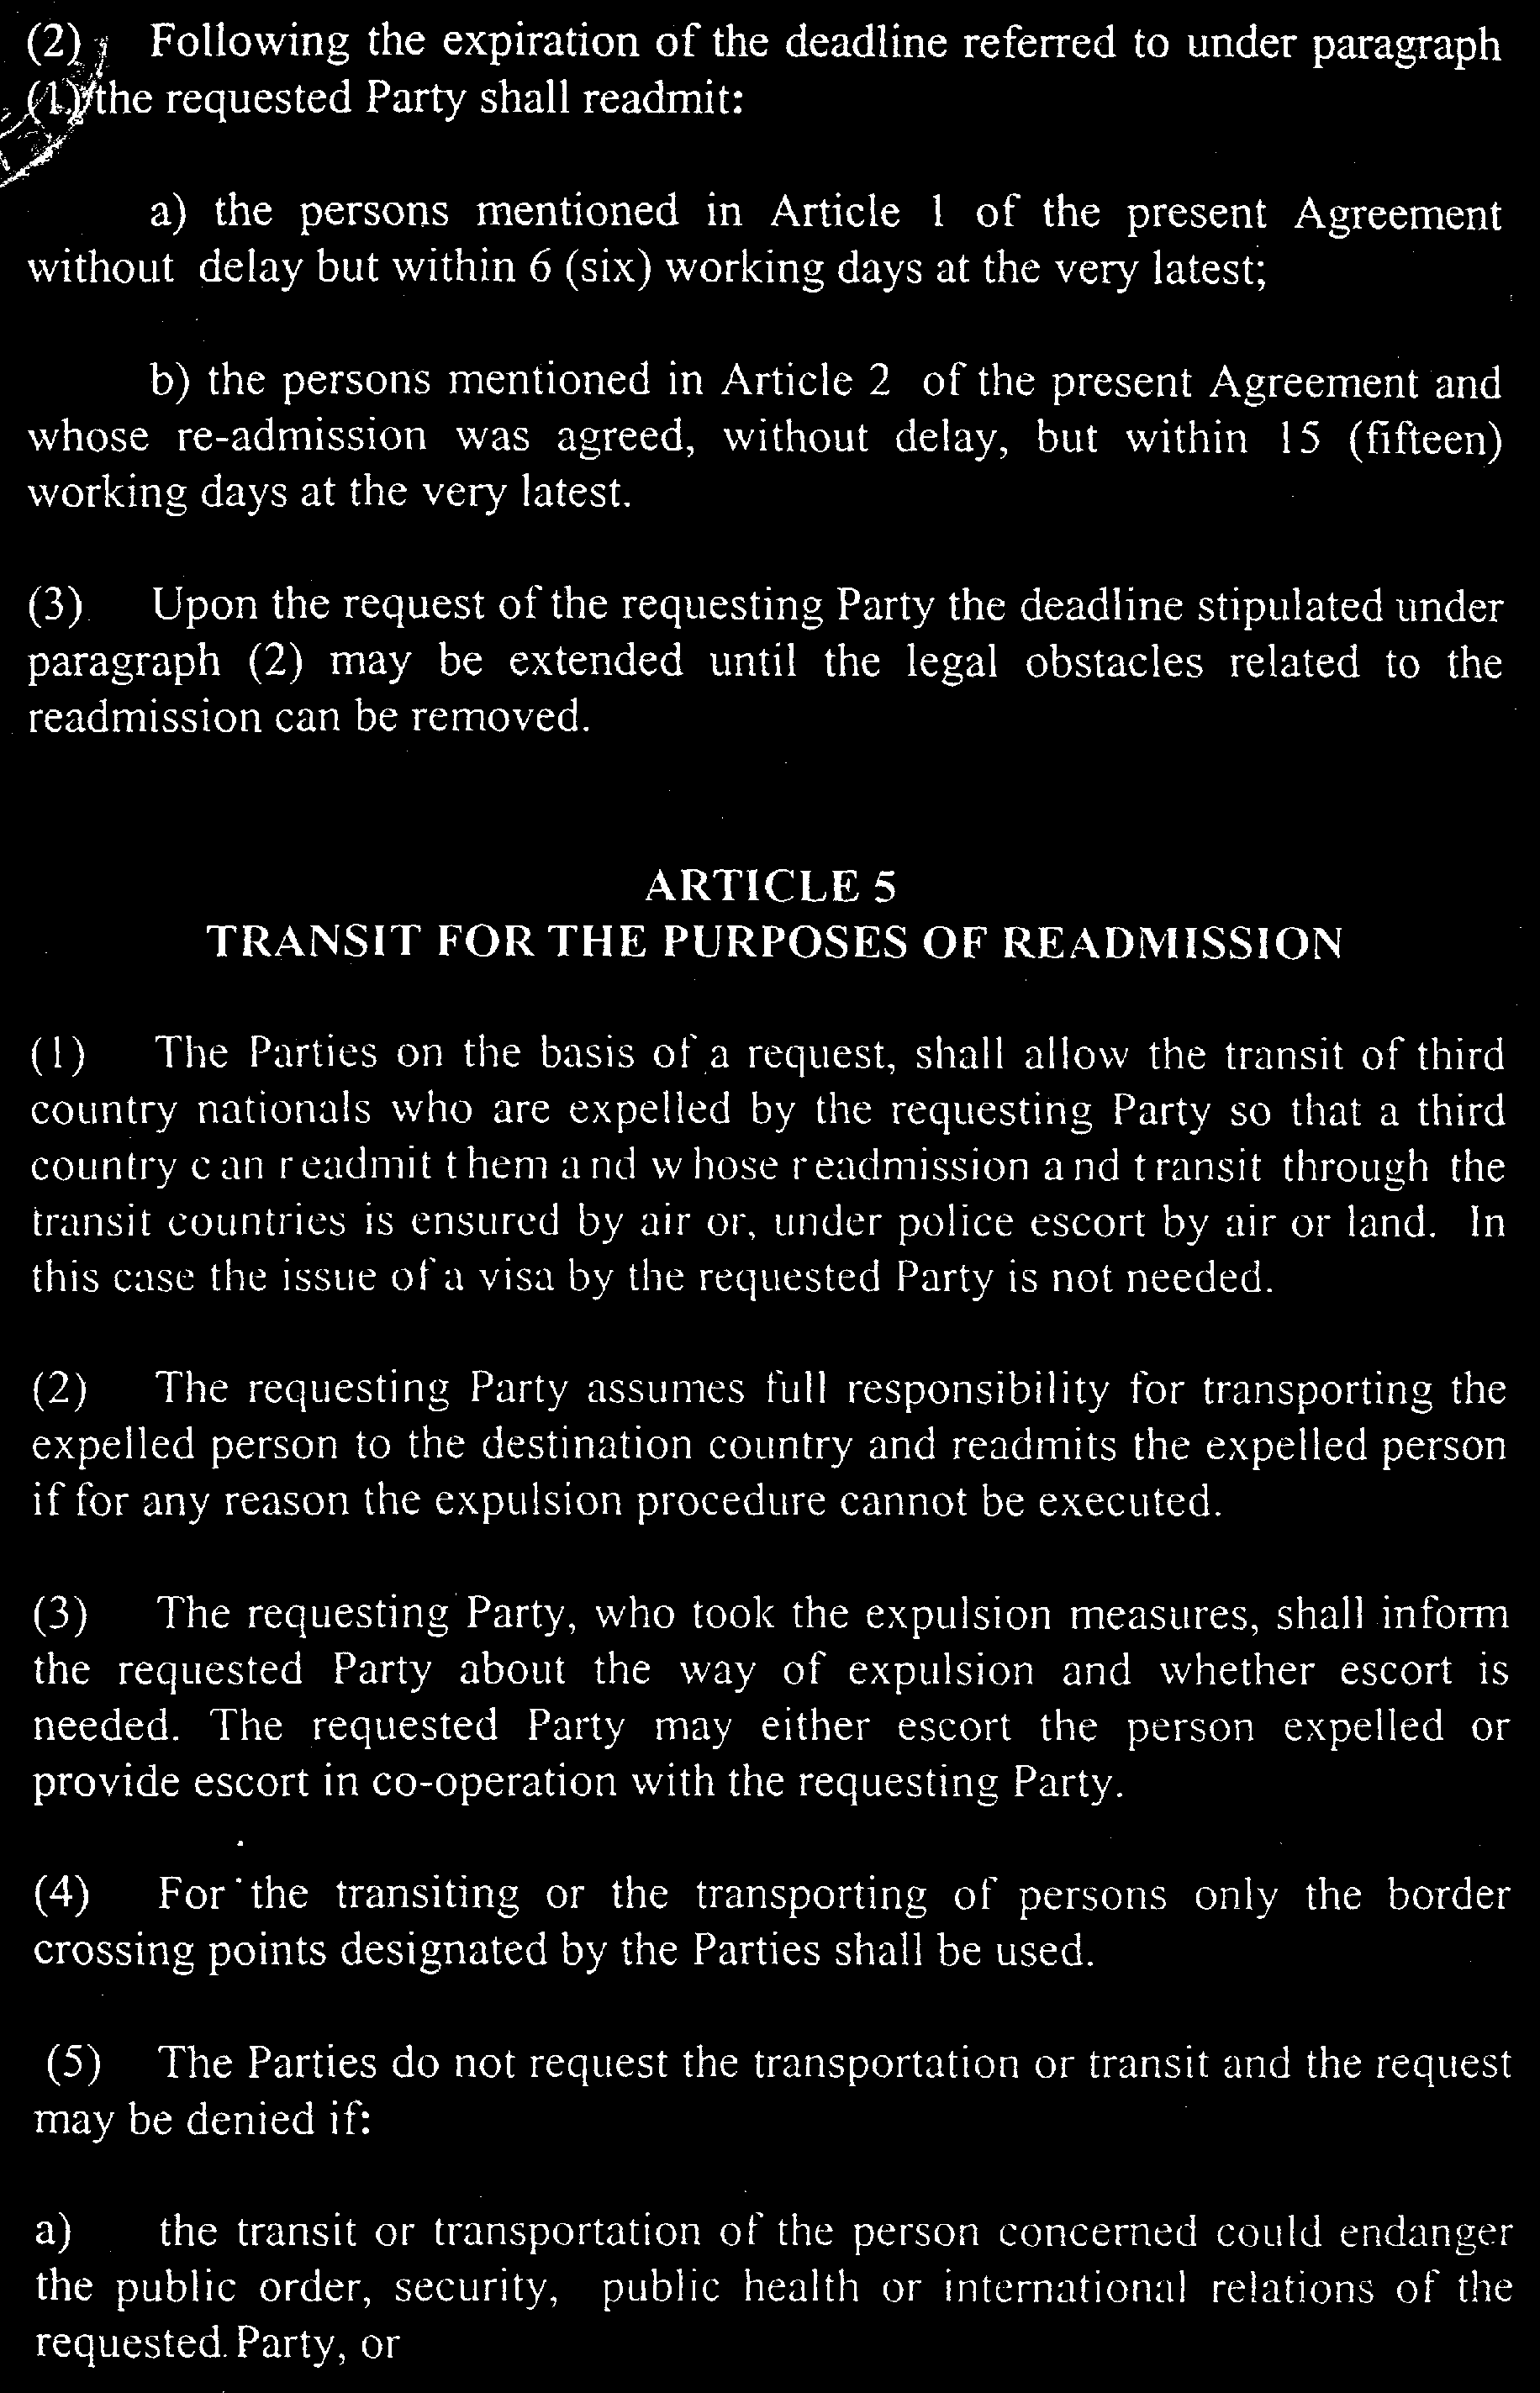 (2) Following the expiration of the deadline referred to under paragraph
(1) the requested Party shall readmit:
a) the persons mentioned in Article 1 of the present Agreement
without delay but within 6 (six) working days at the very latest;
b) the persons mentioned in Article 2 of the present Agreement and
whose re-admission was agreed, without delay, but within 15 (fifteen)
working days at the very latest.
(3) Upon the request of the requesting Party the deadline stipulated under
paragraph (2) may be extended until the legal obstacles related to the
readmission can be removed.
ARTICLE 5
TRANSIT FOR THE PURPOSES OF READMISSION
(1) The Parties on the basis of a request, shall allow the transit of third
country nationals who are expelled by the requesting Party so that a third
country can readmit them and whose readmission and transit through the
transit countries is ensured by air or, under police escort by air or land. In
this case the issue of a visa by the requested Party is not needed.
(2) The requesting Party assumes full responsibility for transporting the
expelled person to the destination country and readmits the expelled person
if for any reason the expulsion procedure cannot be executed.
(3) The requesting Party, who took the expulsion measures, shall inform
the requested Party about the way of expulsion and whether escort is
needed. The requested Party may either escort the person expelled or
provide escort in co-operation with the requesting Party.
(4) For the transiting or the transporting of persons only the border
crossing points designated by the Parties shall be used.
(5) The Parties do not request the transportation or transit and the request
may be denied if:
a) the transit or transportation of the person concerned could endanger
the public order, security, public health or international relations of the
requested Party, or